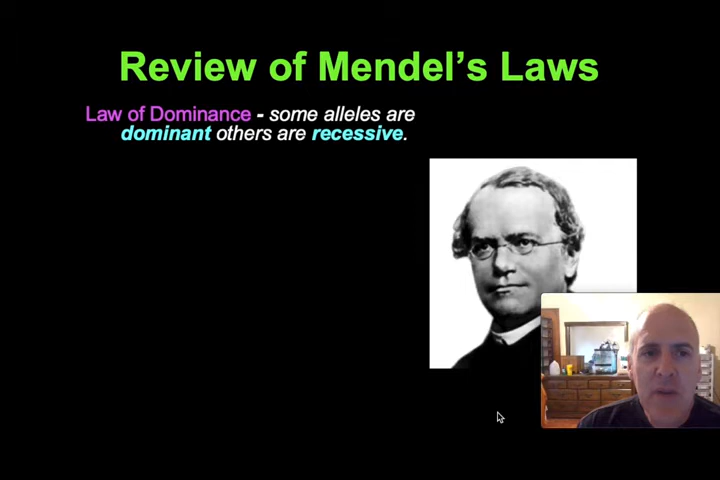 Review of Mendel’s Laws
Law of Dominance - some alleles are
dominant others are recessive.